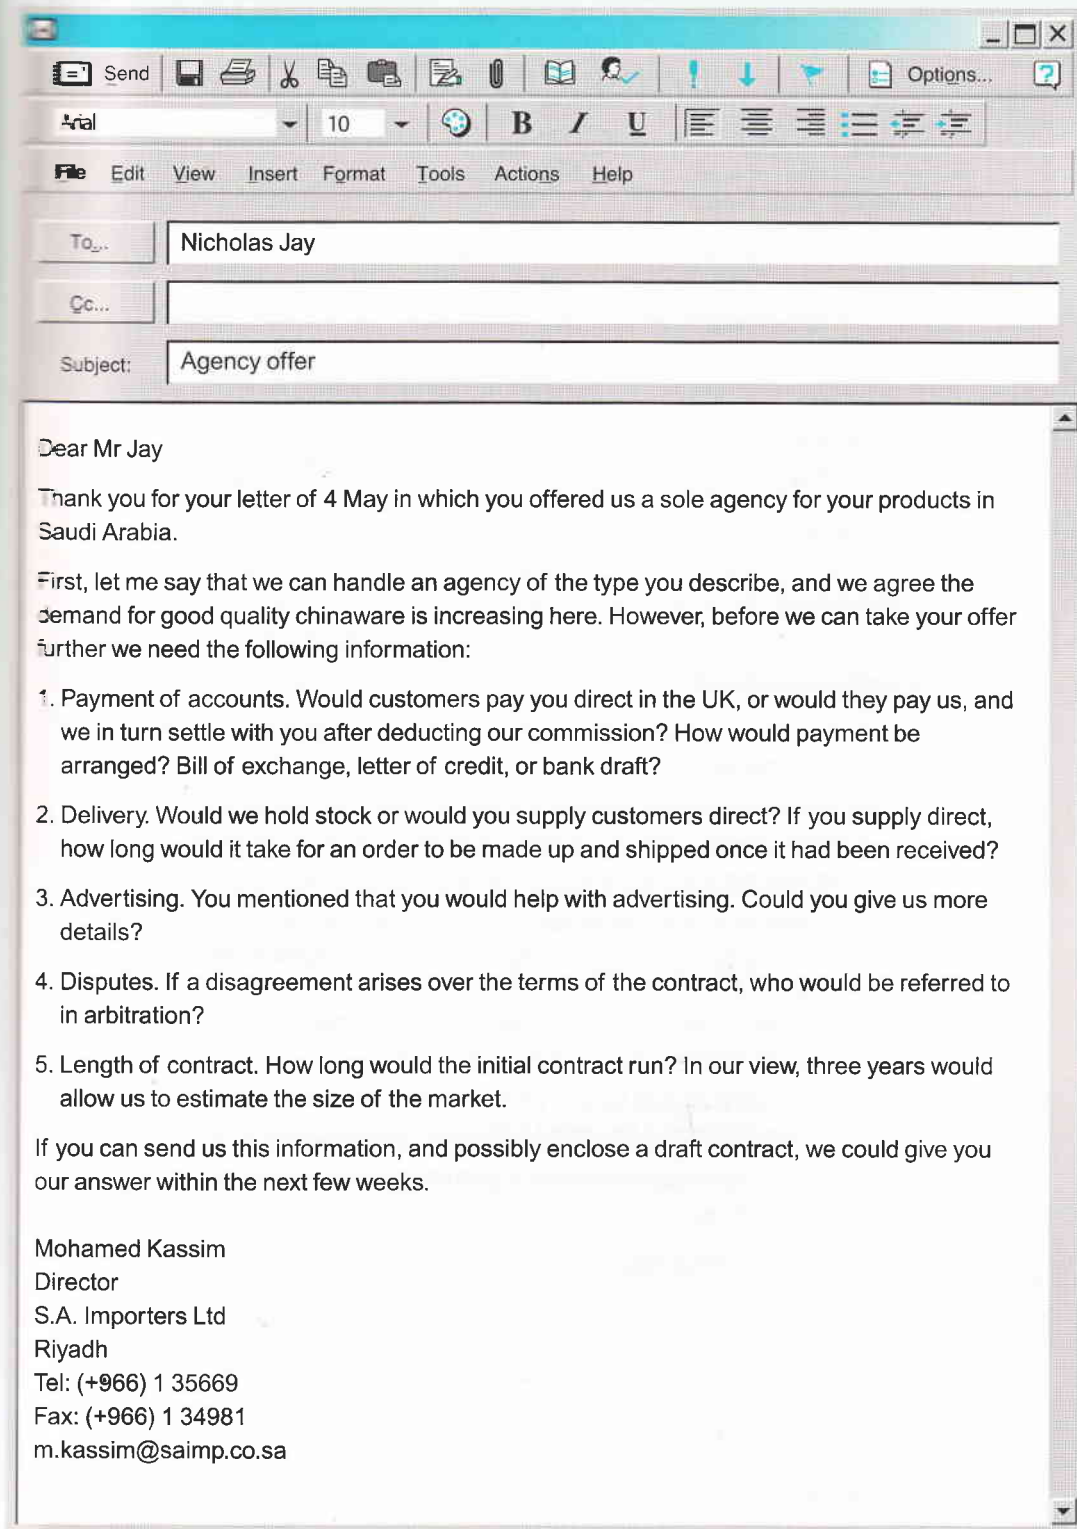 Send
Options...
Arial 10 B I U
File Edit View Insert Format Tools Actions Help
To... Nicholas Jay
Cc...
Subject: Agency offer
Dear Mr Jay
Thank you for your letter of 4 May in which you offered us a sole agency for your products in
Saudi Arabia.
First, let me say that we can handle an agency of the type you describe, and we agree the
demand for good quality chinaware is increasing here. However, before we can take your offer
further we need the following information:
1. Payment of accounts. Would customers pay you direct in the UK, or would they pay us, and
we in turn settle with you after deducting our commission? How would payment be
arranged? Bill of exchange, letter of credit, or bank draft?
2. Delivery. Would we hold stock or would you supply customers direct? If you supply direct,
how long would it take for an order to be made up and shipped once it had been received?
3. Advertising. You mentioned that you would help with advertising. Could you give us more
details?
4. Disputes. If a disagreement arises over the terms of the contract, who would be referred to
in arbitration?
5. Length of contract. How long would the initial contract run? In our view, three years would
allow us to estimate the size of the market.
If you can send us this information, and possibly enclose a draft contract, we could give you
our answer within the next few weeks.
Mohamed Kassim
Director
S.A. Importers Ltd
Riyadh
Tel: (+966) 1 35669
Fax: (+966) 1 34981
m.kassim@saimp.co.sa